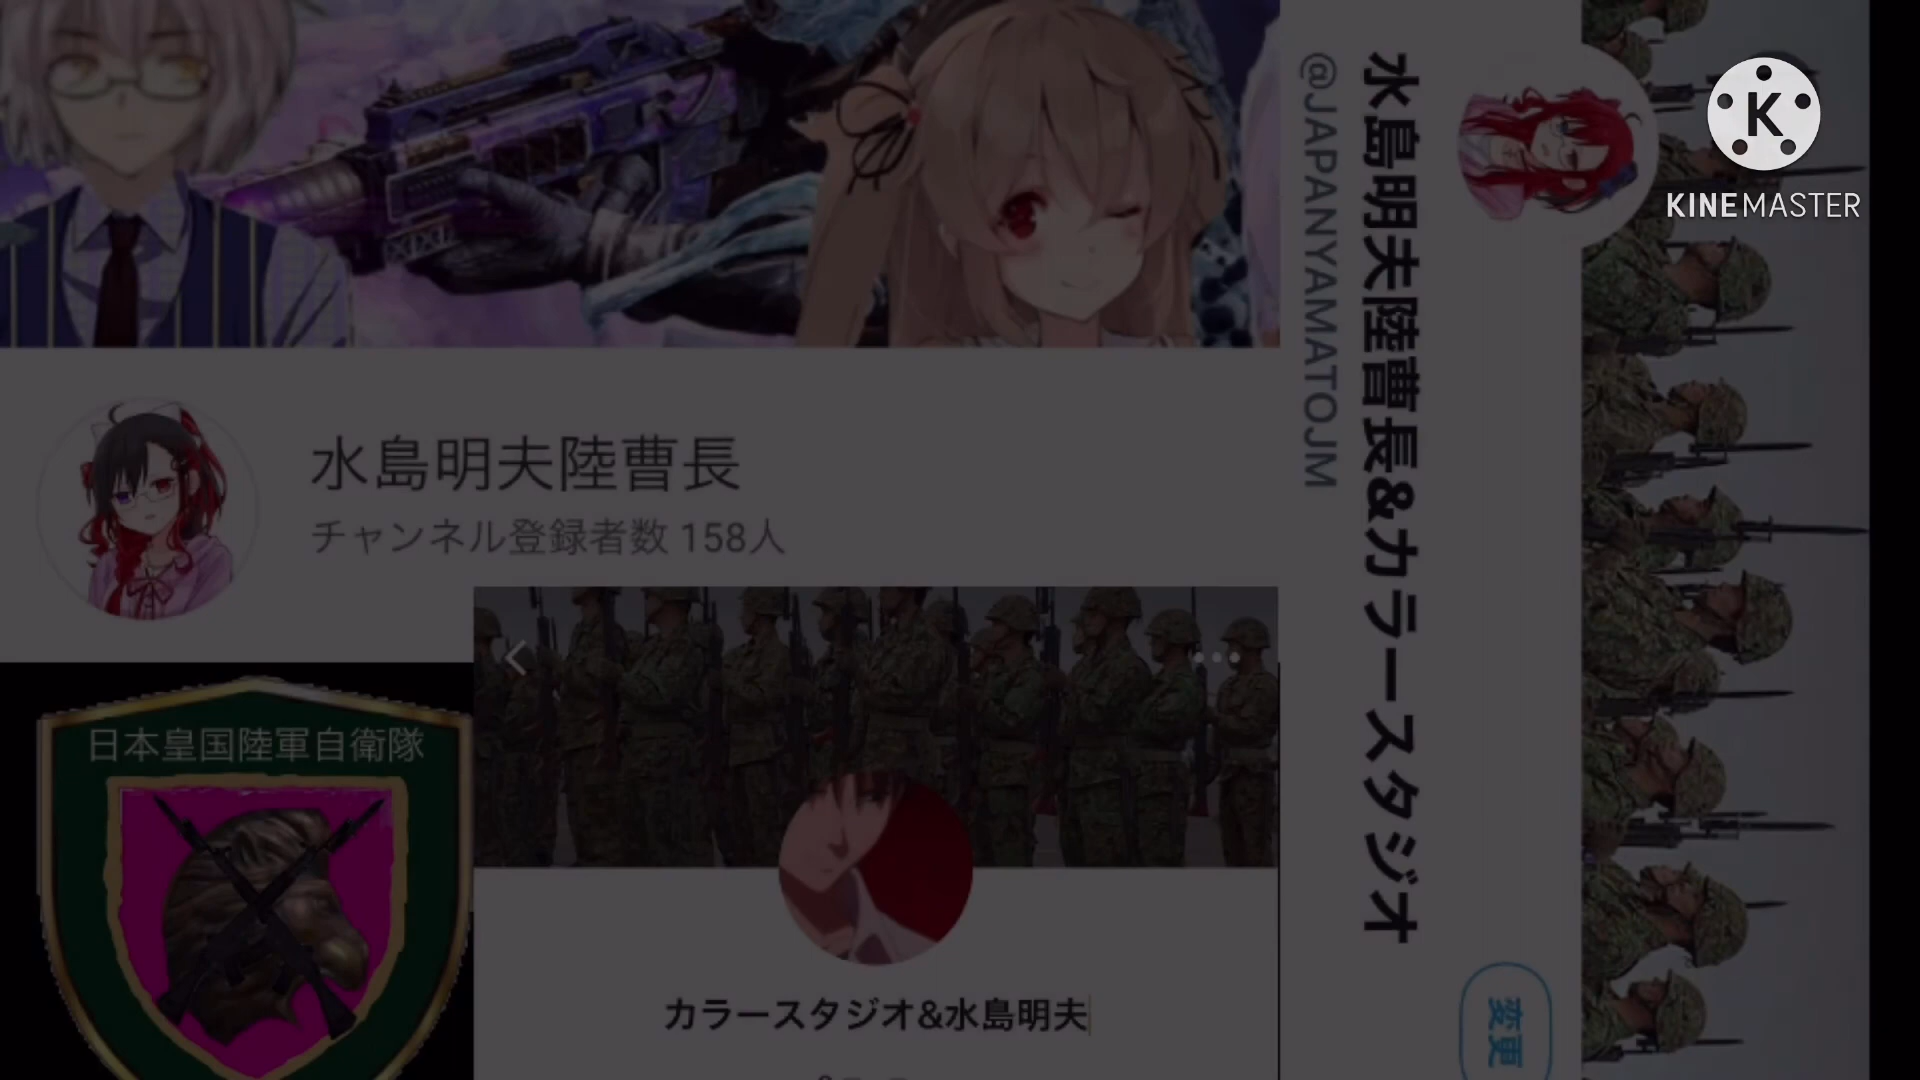 水島明夫陸曹長
チャンネル登録者数 158人
日本皇国陸軍自衛隊
カラースタジオ&水島明夫
水島明夫陸曹長&カラースタジオ
@JAPANYAMATOJM
変更
K
KINEMASTER